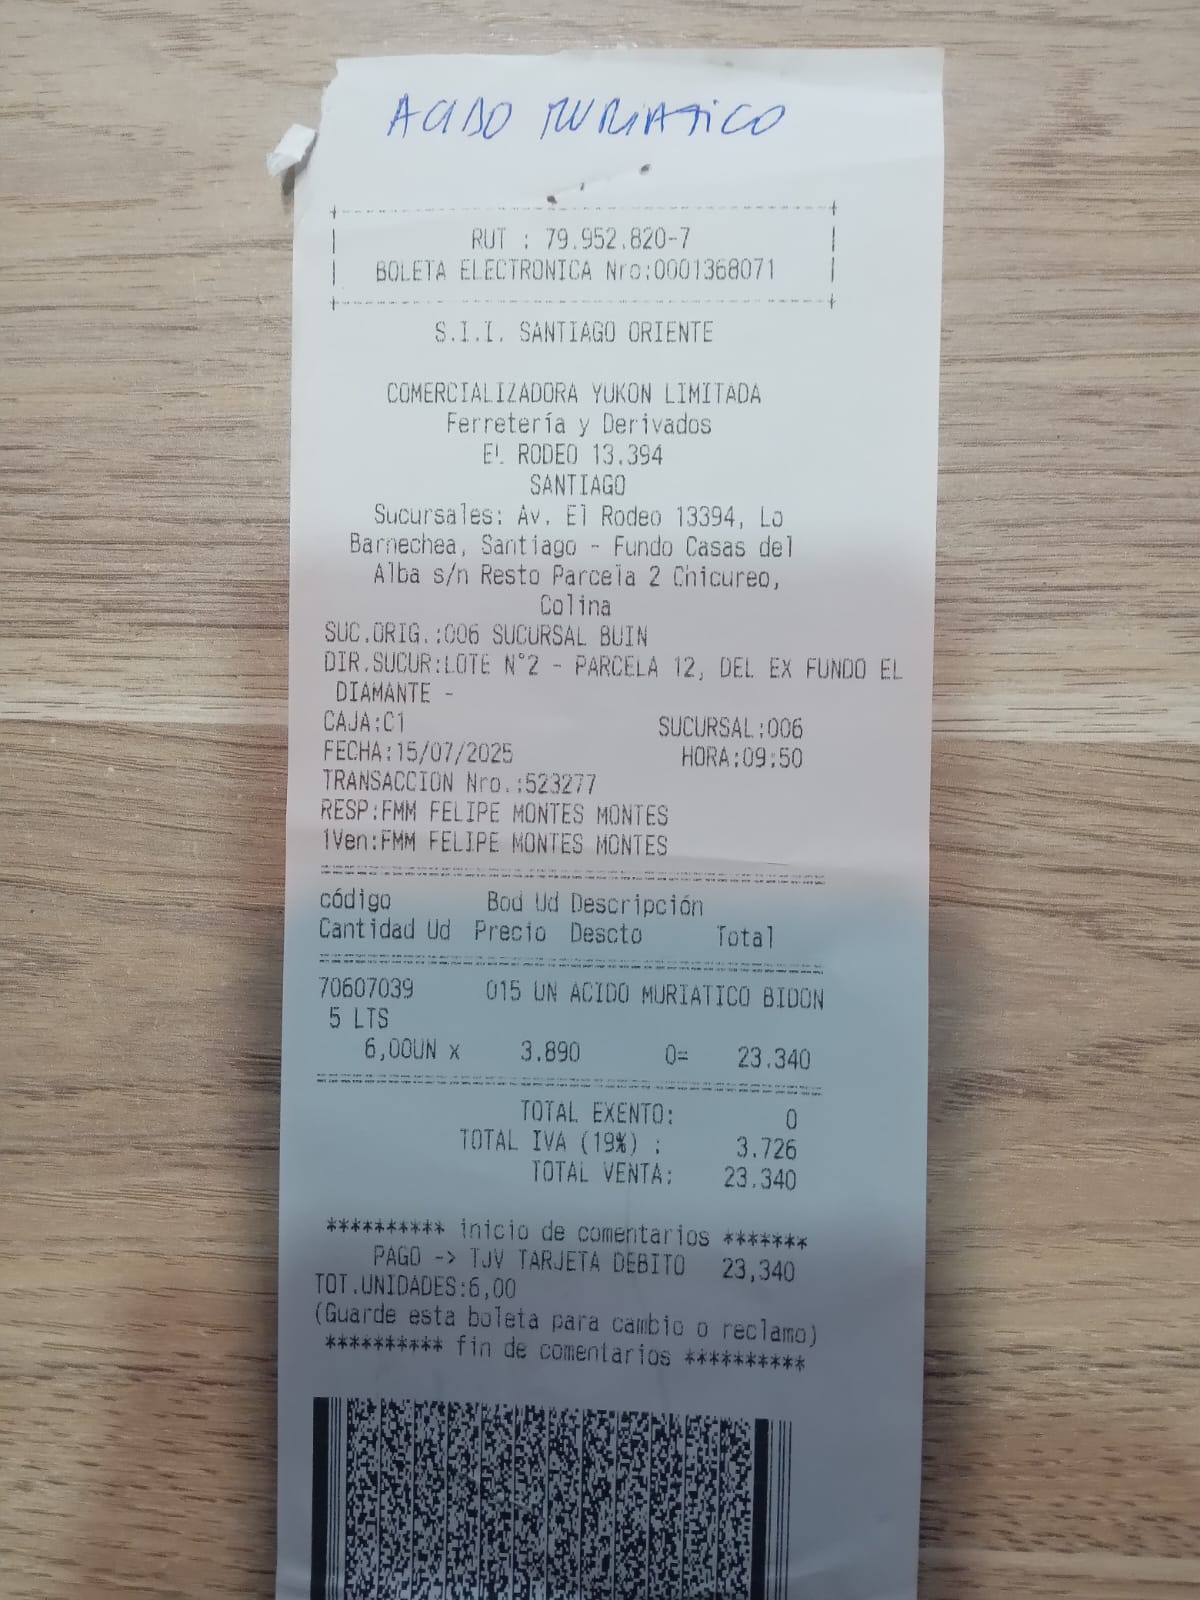 ACIDO MURIATICO
RUT : 79.952.820-7
BOLETA ELECTRONICA Nro:0001368071
S.I.I. SANTIAGO ORIENTE
COMERCIALIZADORA YUKON LIMITADA
Ferretería y Derivados
EL RODEO 13.394
SANTIAGO
Sucursales: Av. El Rodeo 13394, Lo
Barnechea, Santiago - Fundo Casas del
Alba s/n Resto Parcela 2 Chicureo,
Colina
SUC.ORIG.:006 SUCURSAL BUIN
DIR.SUCUR:LOTE N°2 - PARCELA 12, DEL EX FUNDO EL
DIAMANTE -
CAJA:C1 SUCURSAL:006
FECHA:15/07/2025 HORA:09:50
TRANSACCION Nro.:523277
RESP:FMM FELIPE MONTES MONTES
1Ven:FMM FELIPE MONTES MONTES
código Bod Ud Descripción
Cantidad Ud Precio Descto Total
70607039 015 UN ACIDO MURIATICO BIDON
5 LTS
6,00UN x 3.890 0= 23.340
TOTAL EXENTO: 0
TOTAL IVA (19%) : 3.726
TOTAL VENTA: 23.340
********** inicio de comentarios *******
PAGO -> TJV TARJETA DEBITO 23,340
TOT.UNIDADES:6,00
(Guarde esta boleta para cambio o reclamo)
********** fin de comentarios **********